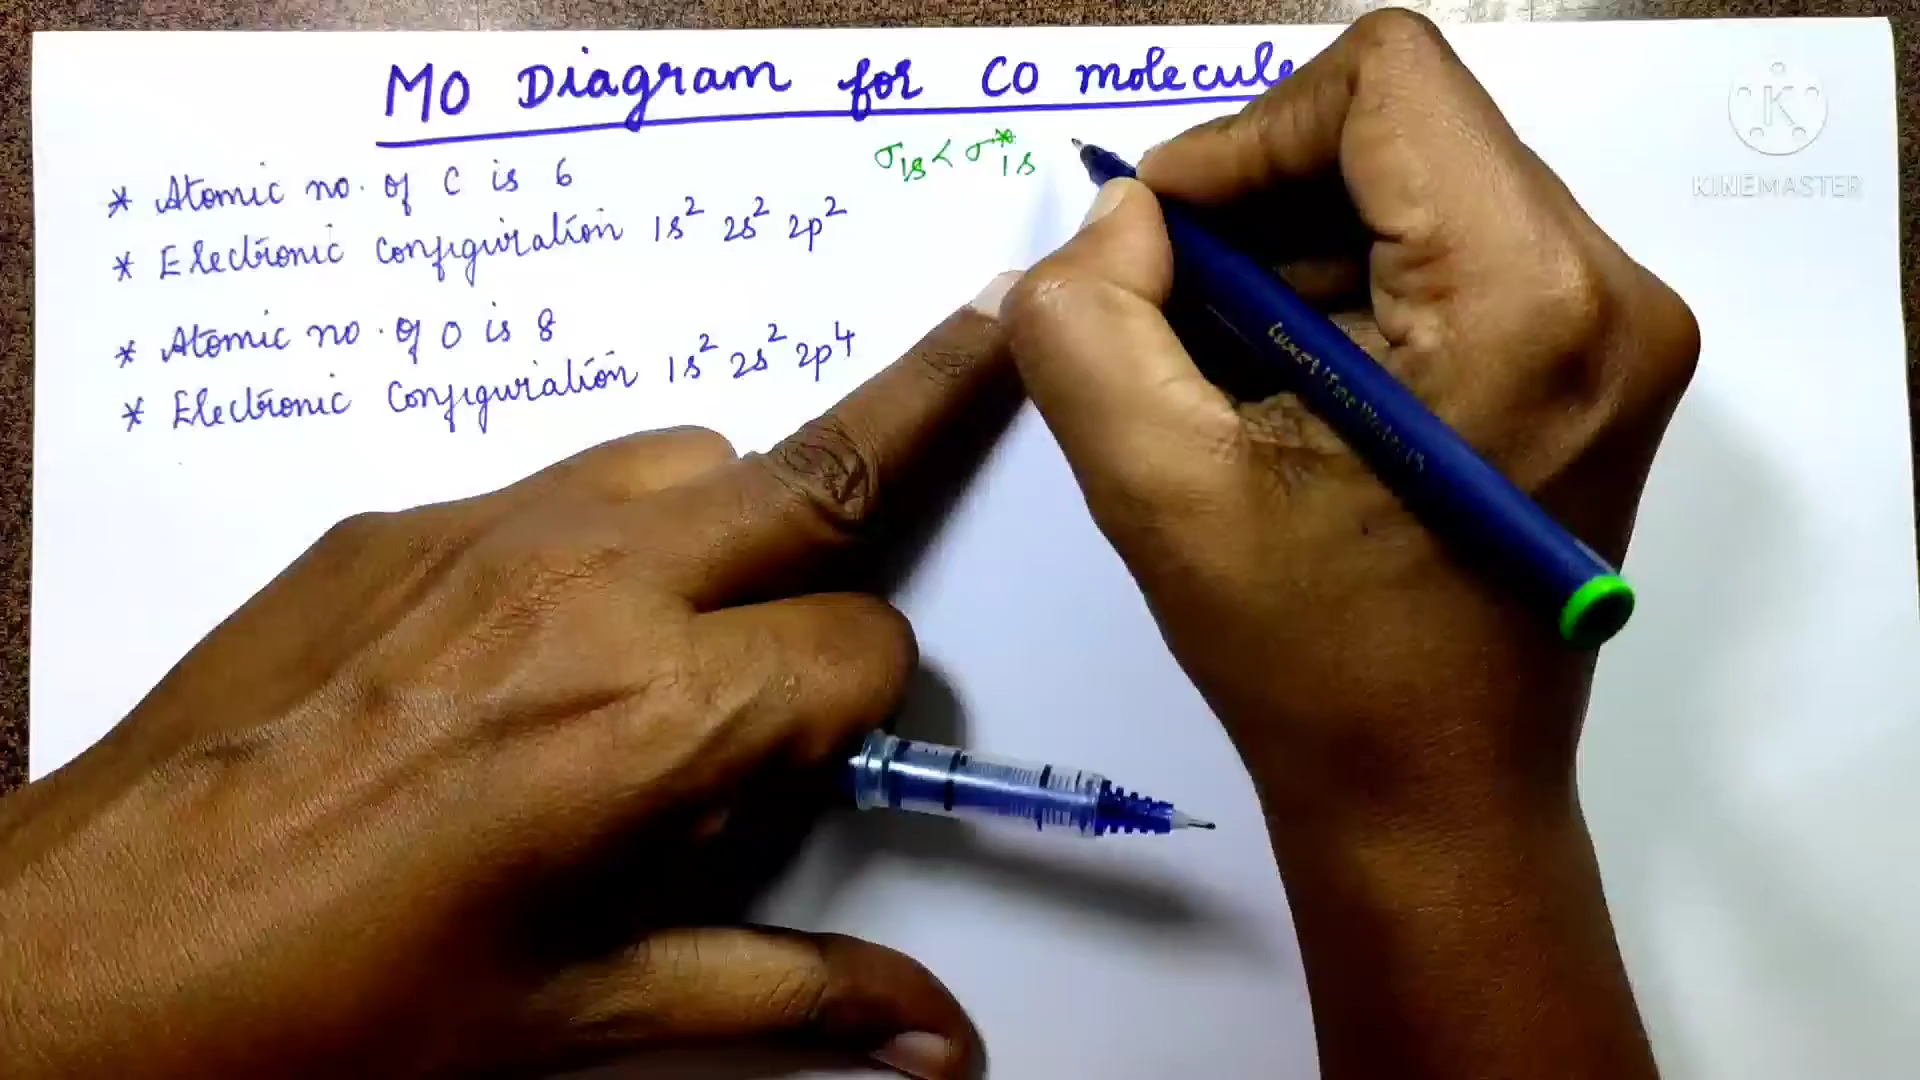 MO Diagram for CO molecule
σ1s < σ*1s
* Atomic no. of C is 6
* Electronic Configuration 1s² 2s² 2p²
* Atomic no. of O is 8
* Electronic Configuration 1s² 2s² 2p⁴
K
KINEMASTER